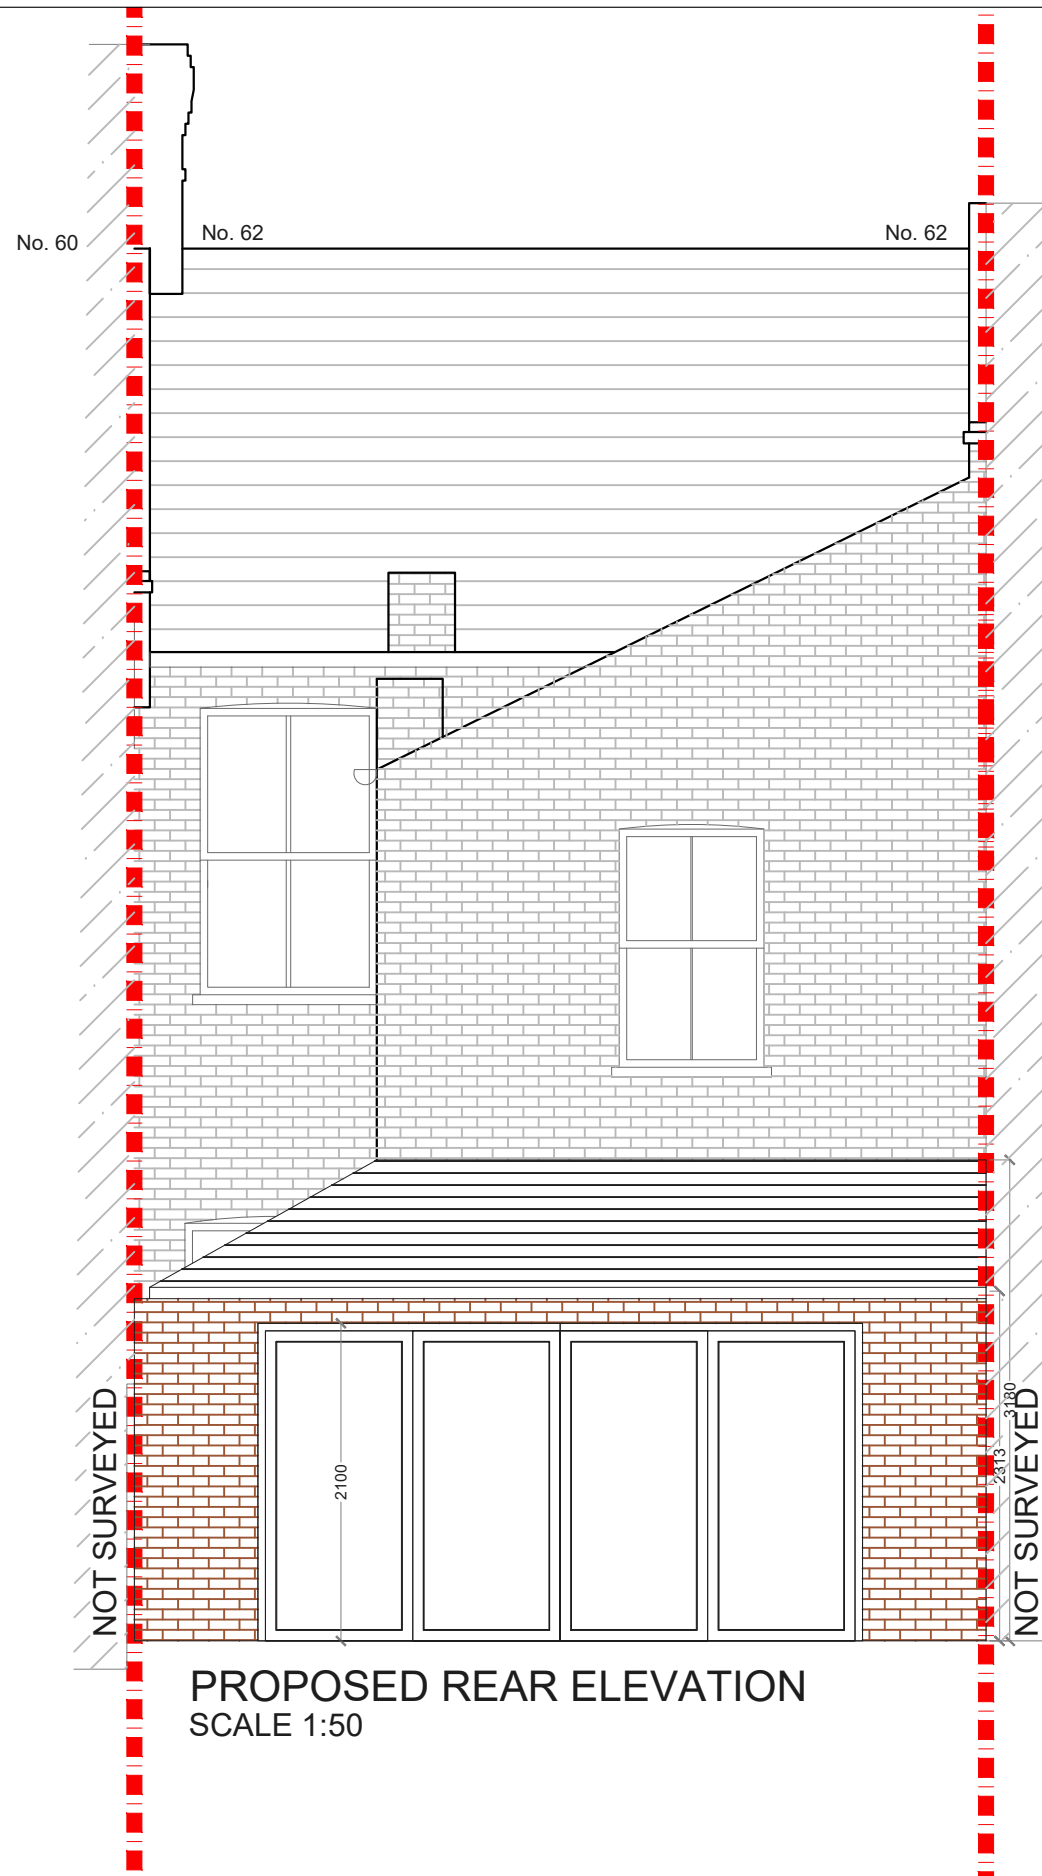 No. 60
No. 62
No. 62
NOT SURVEYED
2100
2313
3180
NOT SURVEYED
PROPOSED REAR ELEVATION
SCALE 1:50